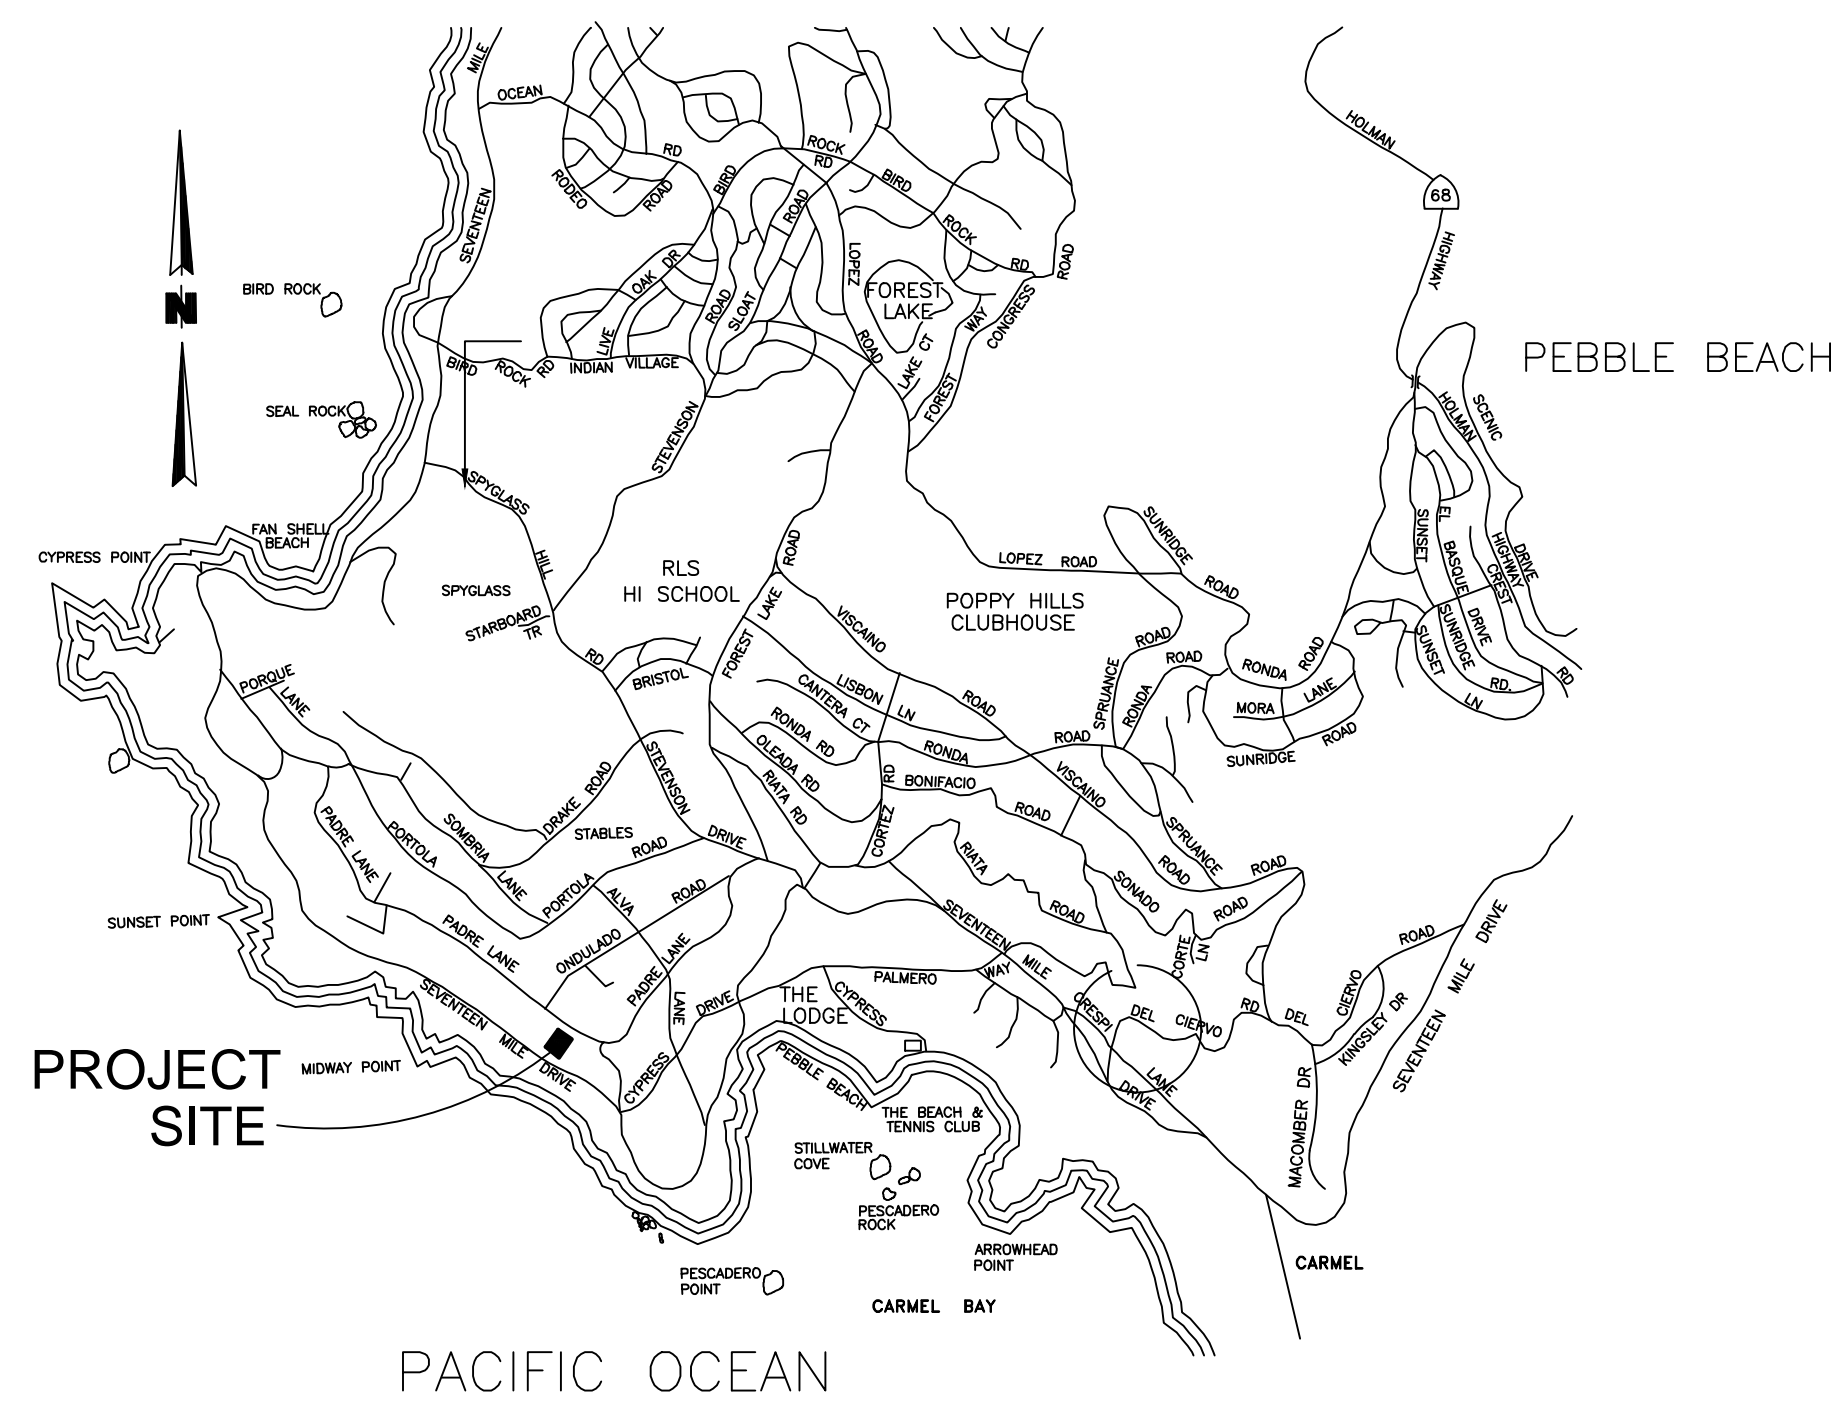 MILE
OCEAN
RD
RODEO
ROAD
SEVENTEEN
BIRD
ROCK
RD
BIRD
ROCK
RD
ROAD
ROAD
LOPEZ
OAK DR
LIVE
ROAD
SLOAT
FOREST
LAKE
LAKE CT
WAY
CONGRESS
FOREST
ROAD
HOLMAN
68
HIGHWAY
BIRD ROCK
N
SEAL ROCK
BIRD
ROCK
RD
INDIAN VILLAGE
STEVENSON
PEBBLE BEACH
HOLMAN
SCENIC
SUNSET
EL
BASQUE
DRIVE
HIGHWAY
CREST
DRIVE
SUNRIDGE
SUNSET
RD.
LN
RD
SPYGLASS
HILL
RD
FAN SHELL
BEACH
CYPRESS POINT
SPYGLASS
STARBOARD
TR
RLS
HI SCHOOL
ROAD
LAKE
FOREST
LOPEZ ROAD
SUNRIDGE
ROAD
POPPY HILLS
CLUBHOUSE
VISCAINO
ROAD
BRISTOL
LISBON
LN
CANTERA CT
RONDA RD
OLEADA RD
RIATA RD
RONDA
ROAD
RD
BONIFACIO
ROAD
CORTEZ
SPRUANCE
ROAD
RONDA
ROAD
RONDA
ROAD
MORA
LANE
SUNRIDGE
ROAD
PORQUE
LANE
STEVENSON
DRIVE
DRAKE ROAD
STABLES
SOMBRIA
LANE
PORTOLA
PADRE LANE
PORTOLA
ROAD
ALVA
ROAD
ONDULADO
PADRE LANE
PADRE LANE
LANE
VISCAINO
ROAD
SPRUANCE
ROAD
RIATA
ROAD
SONADO
ROAD
CORTE
LN
SEVENTEEN
MILE
PALMERO
WAY
DRIVE
THE
LODGE
CYPRESS
CRESPI
LANE
DRIVE
DEL
CIERVO
RD
DEL
CIERVO
ROAD
KINGSLEY DR
SEVENTEEN MILE DRIVE
MACOMBER DR
SUNSET POINT
SEVENTEEN
MILE
DRIVE
CYPRESS
PROJECT
SITE
MIDWAY POINT
PEBBLE BEACH
THE BEACH &
TENNIS CLUB
STILLWATER
COVE
PESCADERO
ROCK
ARROWHEAD
POINT
PESCADERO
POINT
CARMEL BAY
CARMEL
PACIFIC OCEAN